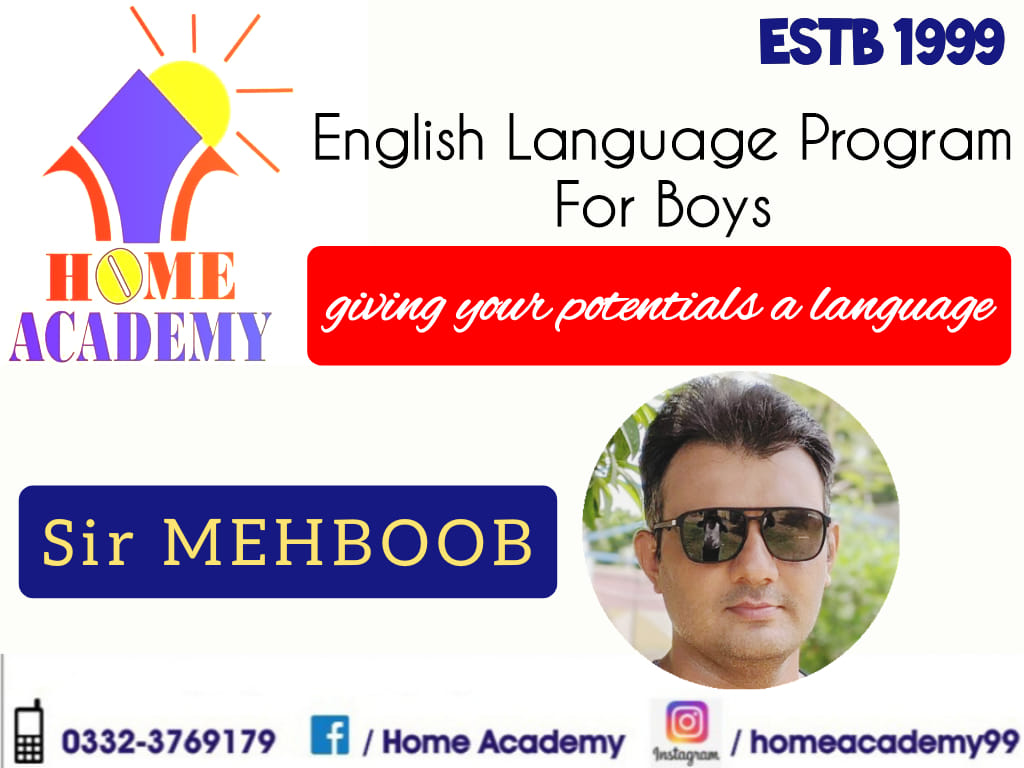 ESTB 1999
English Language Program
For Boys
HOME
ACADEMY
giving your potentials a language
Sir MEHBOOB
0332-3769179
/ Home Academy
Instagram
/ homeacademy99